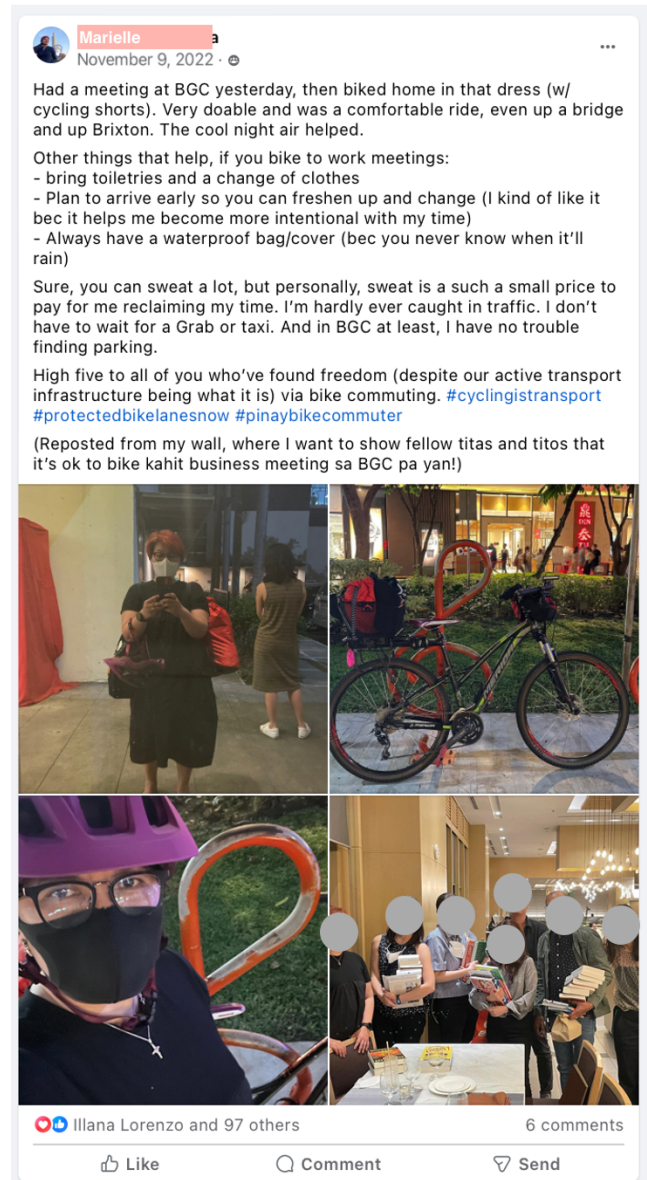 Marielle a
November 9, 2022 ·
Had a meeting at BGC yesterday, then biked home in that dress (w/
cycling shorts). Very doable and was a comfortable ride, even up a bridge
and up Brixton. The cool night air helped.
Other things that help, if you bike to work meetings:
- bring toiletries and a change of clothes
- Plan to arrive early so you can freshen up and change (I kind of like it
bec it helps me become more intentional with my time)
- Always have a waterproof bag/cover (bec you never know when it'll
rain)
Sure, you can sweat a lot, but personally, sweat is a such a small price to
pay for me reclaiming my time. I'm hardly ever caught in traffic. I don't
have to wait for a Grab or taxi. And in BGC at least, I have no trouble
finding parking.
High five to all of you who've found freedom (despite our active transport
infrastructure being what it is) via bike commuting. #cyclingistransport
#protectedbikelanesnow #pinaybikecommuter
(Reposted from my wall, where I want to show fellow titas and titos that
it's ok to bike kahit business meeting sa BGC pa yan!)
Illana Lorenzo and 97 others
6 comments
Like
Comment
Send